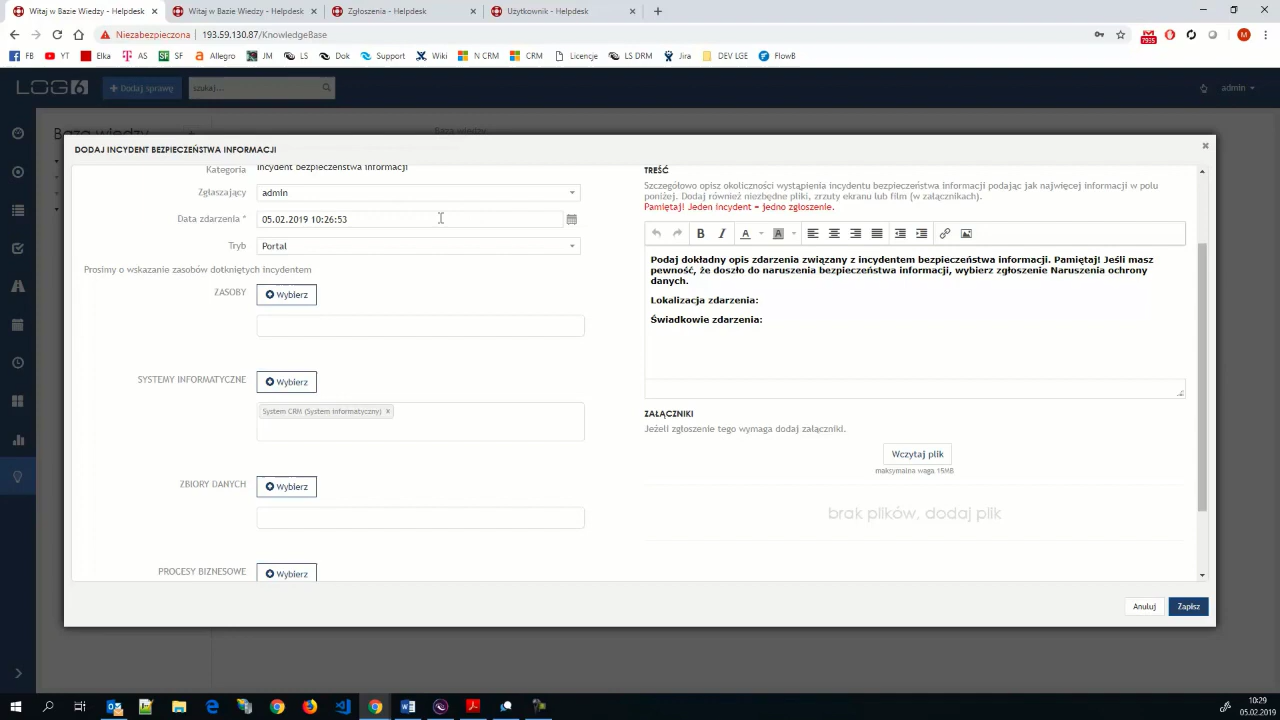 Witaj w Bazie Wiedzy - Helpdesk
Witaj w Bazie Wiedzy - Helpdesk
Zgłoszenia - Helpdesk
Użytkownik - Helpdesk
Niezabezpieczona
193.59.130.87/KnowledgeBase
7935
M
FB
YT
Elka
AS
SF
Allegro
JM
LS
Dok
Support
Wiki
N CRM
CRM
Licencje
LS DRM
Jira
DEV LGE
FlowB
LOG6
Dodaj sprawę
szukaj...
admin
Baza wiedzy
DODAJ INCYDENT BEZPIECZEŃSTWA INFORMACJI
Kategoria
Incydent bezpieczeństwa informacji
Zgłaszający
admin
Data zdarzenia *
05.02.2019 10:26:53
Tryb
Portal
Prosimy o wskazanie zasobów dotkniętych incydentem
ZASOBY
Wybierz
SYSTEMY INFORMATYCZNE
Wybierz
System CRM (System informatyczny) x
ZBIORY DANYCH
Wybierz
PROCESY BIZNESOWE
Wybierz
TREŚĆ
Szczegółowo opisz okoliczności wystąpienia incydentu bezpieczeństwa informacji podając jak najwięcej informacji w polu
poniżej. Dodaj również niezbędne pliki, zrzuty ekranu lub film (w załącznikach).
Pamiętaj! Jeden incydent = jedno zgłoszenie.
B I A A
Podaj dokładny opis zdarzenia związany z incydentem bezpieczeństwa informacji. Pamiętaj! Jeśli masz
pewność, że doszło do naruszenia bezpieczeństwa informacji, wybierz zgłoszenie Naruszenia ochrony
danych.
Lokalizacja zdarzenia:
Świadkowie zdarzenia:
ZAŁĄCZNIKI
Jeżeli zgłoszenie tego wymaga dodaj załączniki.
Wczytaj plik
maksymalna waga 15MB
brak plików, dodaj plik
Anuluj
Zapisz
10:29
05.02.2019